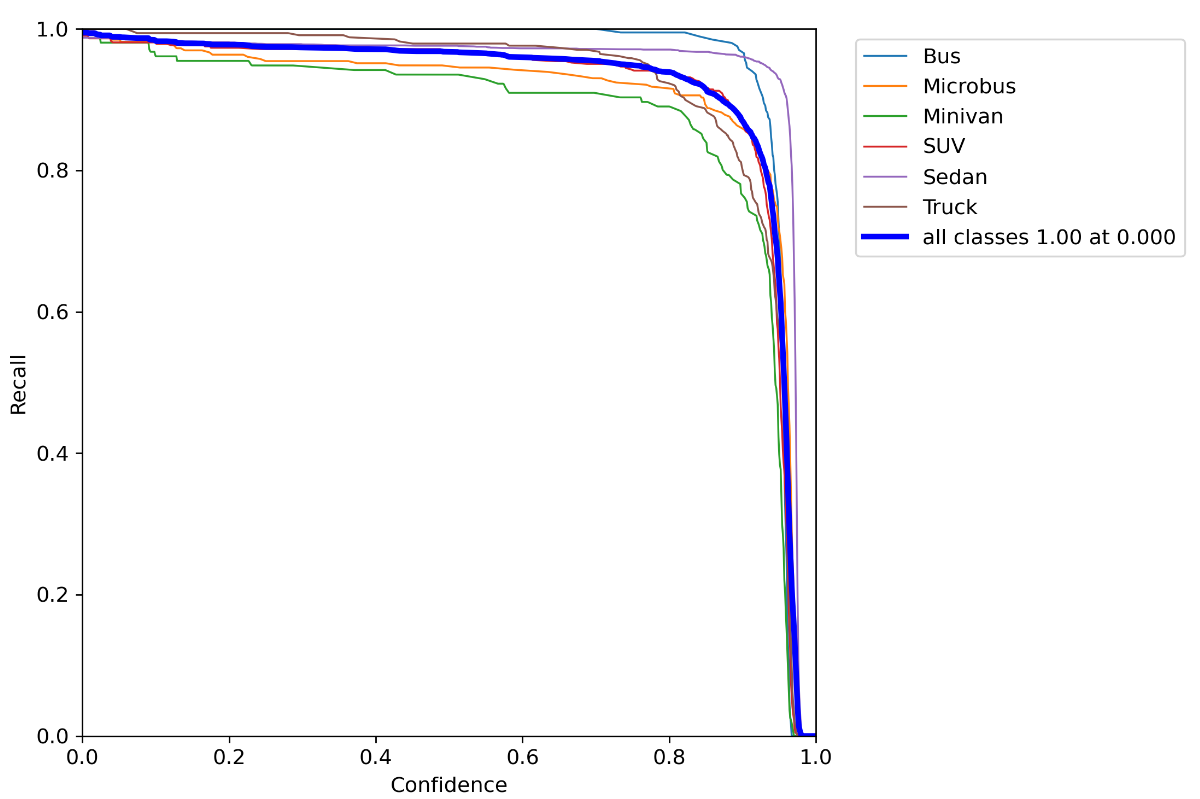 1.0
0.8
0.6
0.4
0.2
0.0
Recall
0.0 0.2 0.4 0.6 0.8 1.0
Confidence
Bus
Microbus
Minivan
SUV
Sedan
Truck
all classes 1.00 at 0.000